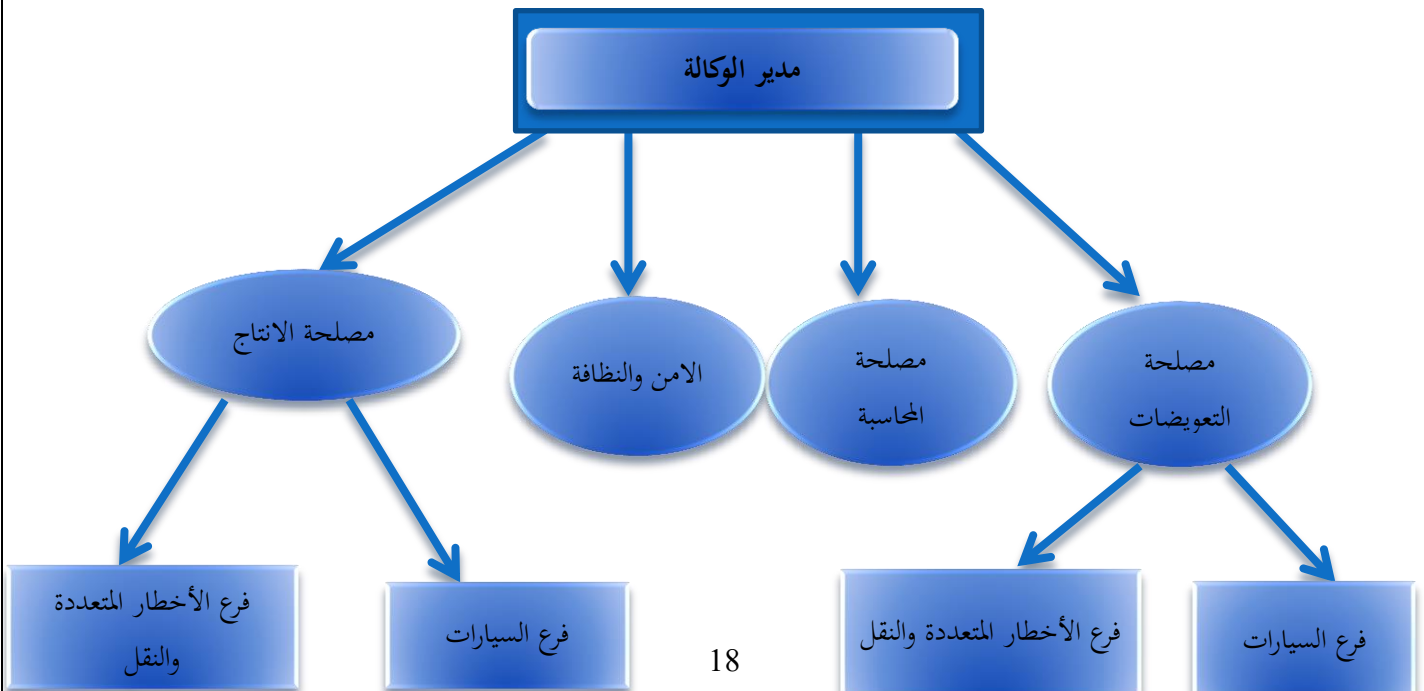 مدير الوكالة
مصلحة
التعويضات
مصلحة
المحاسبة
الامن والنظافة
مصلحة الانتاج
فرع السيارات
فرع الأخطار المتعددة والنقل
فرع السيارات
فرع الأخطار المتعددة
والنقل
18